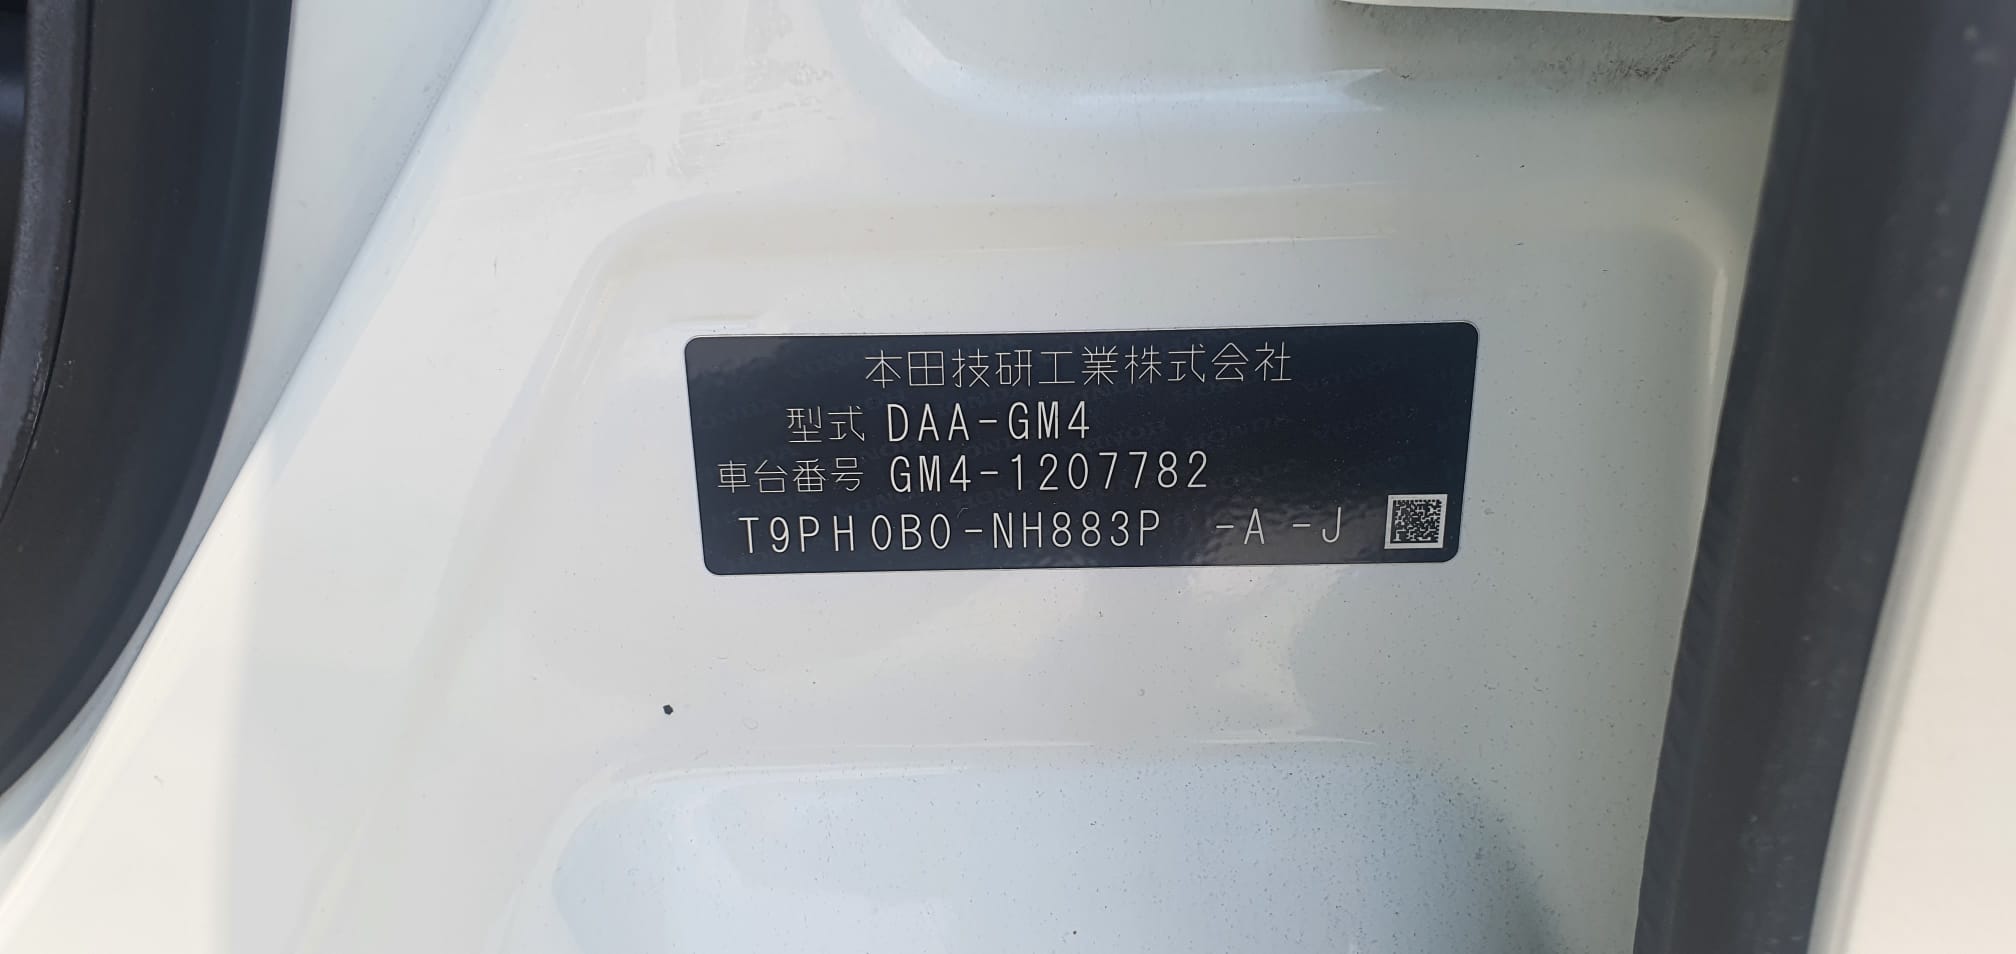 本田技研工業株式会社
型式 DAA-GM4
車台番号 GM4-1207782
T9PH0B0-NH883P -A -J